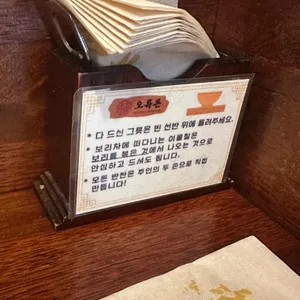 오륙돈
* 다 드신 그릇은 빈 선반 위에 올려주세요.
* 보리차에 떠다니는 이물질은
보리를 볶은 것에서 나오는 것으로
안심하고 드셔도 됩니다.
* 모든 반찬은 주인의 두 손으로 직접
만듭니다!